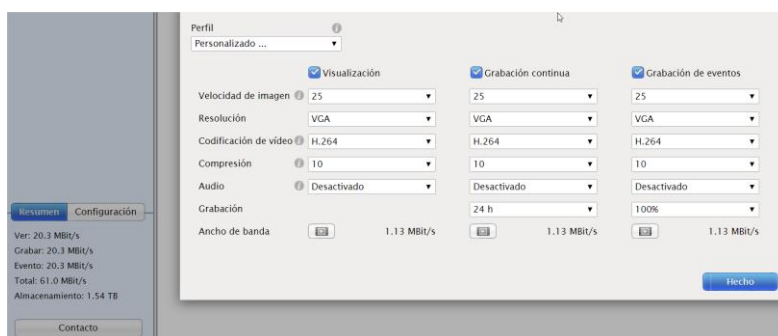 Perfil
Personalizado ...
Visualización Grabación continua Grabación de eventos
Velocidad de imagen 25 25 25
Resolución VGA VGA VGA
Codificación de vídeo H.264 H.264 H.264
Compresión 10 10 10
Audio Desactivado Desactivado Desactivado
Grabación 24 h 100%
Ancho de banda 1.13 MBit/s 1.13 MBit/s 1.13 MBit/s
Hecho
Resumen Configuración
Ver: 20.3 MBit/s
Grabar: 20.3 MBit/s
Evento: 20.3 MBit/s
Total: 61.0 MBit/s
Almacenamiento: 1.54 TB
Contacto